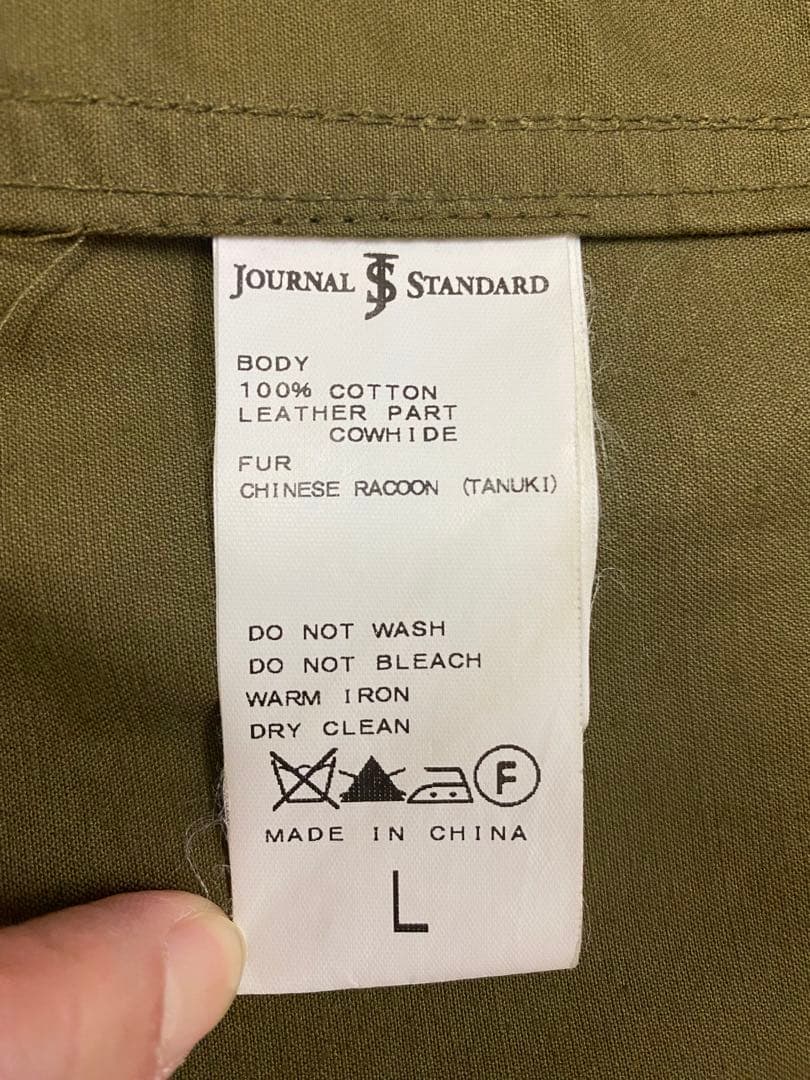 JOURNAL JS STANDARD
BODY
100% COTTON
LEATHER PART
COWHIDE
FUR
CHINESE RACOON (TANUKI)
DO NOT WASH
DO NOT BLEACH
WARM IRON
DRY CLEAN
F
MADE IN CHINA
L